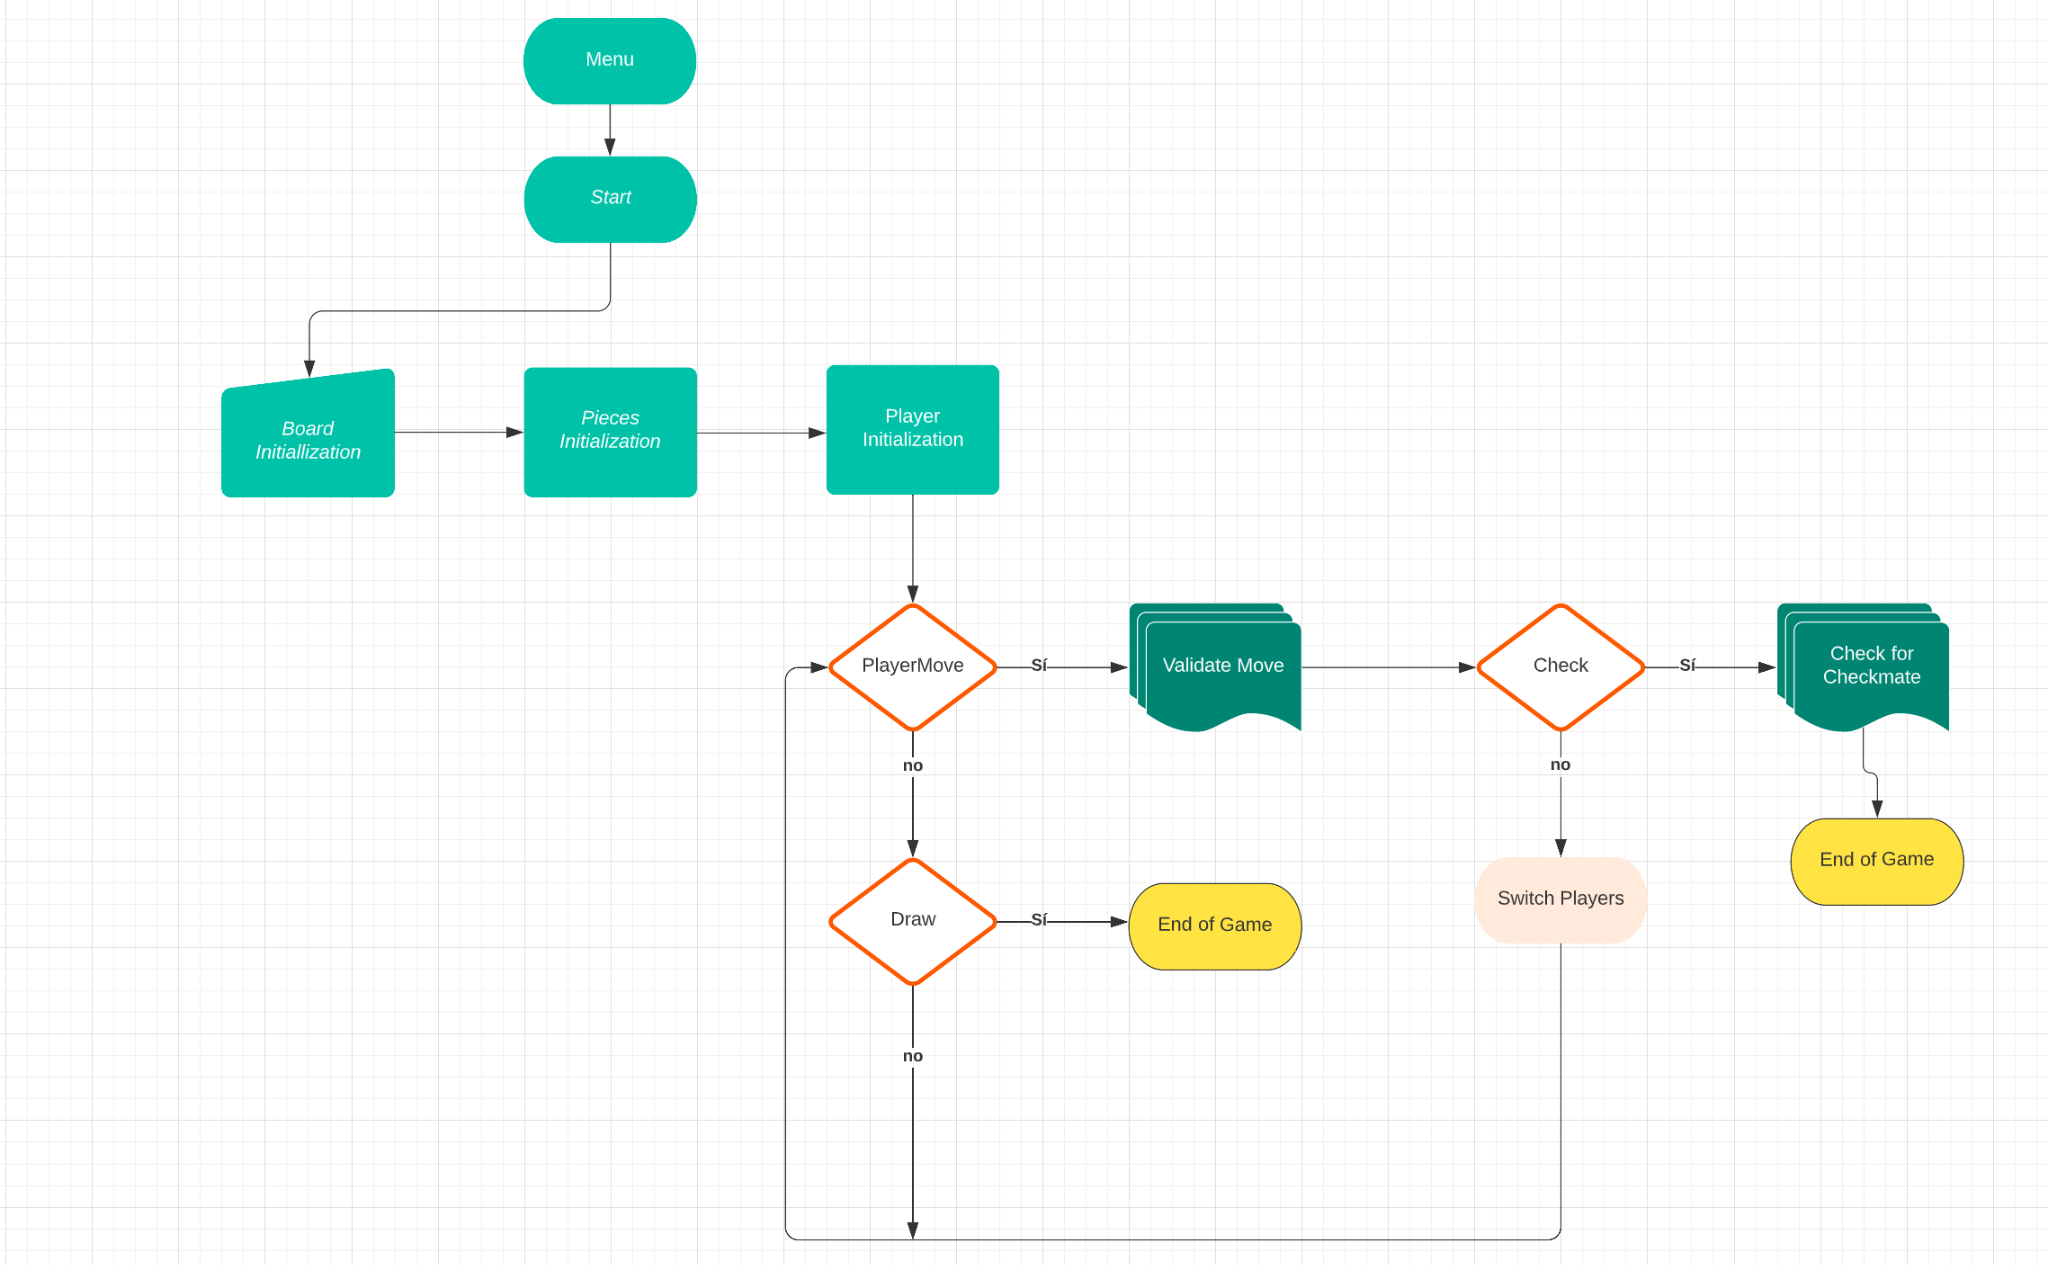 Menu
Start
Board
Initiallization
Pieces
Initialization
Player
Initialization
PlayerMove
Sí
Validate Move
Check
Sí
Check for
Checkmate
no
no
End of Game
Draw
Sí
End of Game
Switch Players
no